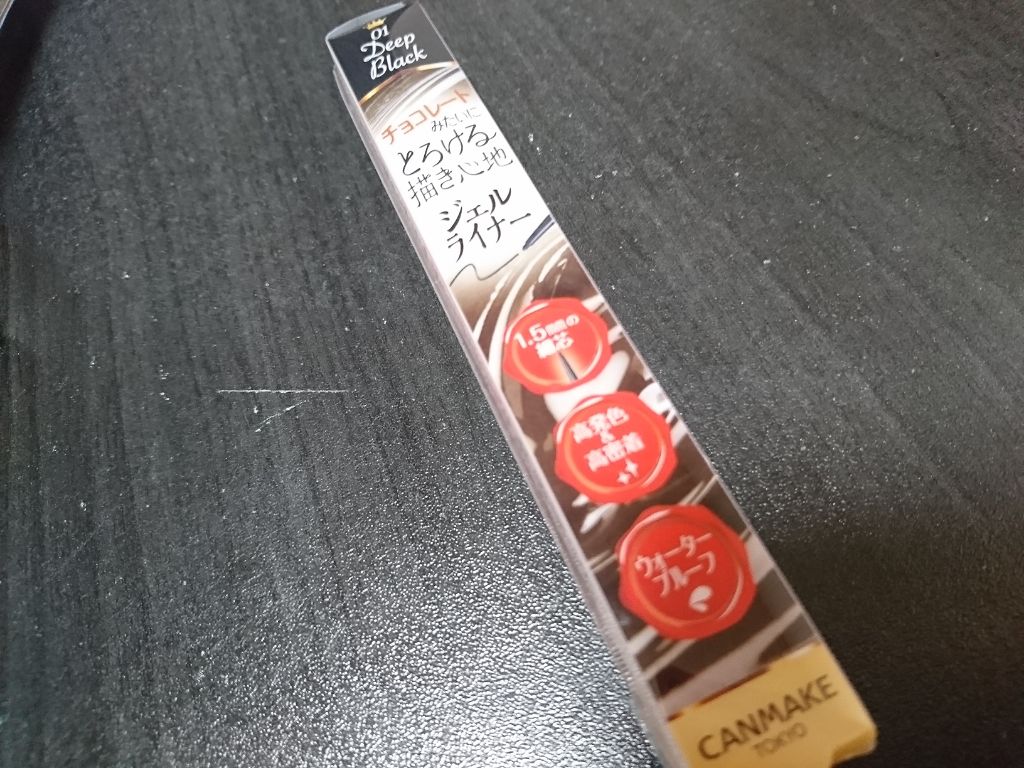 01
Deep
Black
チョコレート
みたいに
とろける
描き心地
ジェル
ライナー
1.5mmの
細芯
高発色
&
高密着
ウォーター
プルーフ
CANMAKE
TOKYO